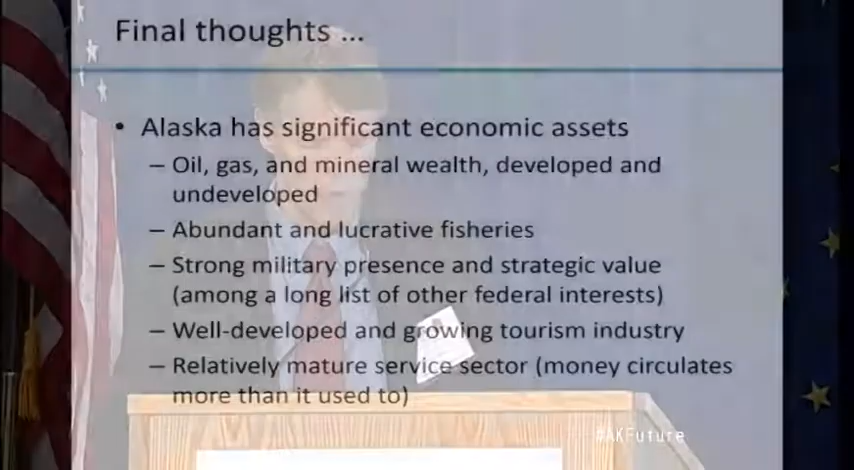 Final thoughts ...
• Alaska has significant economic assets
– Oil, gas, and mineral wealth, developed and
undeveloped
– Abundant and lucrative fisheries
– Strong military presence and strategic value
(among a long list of other federal interests)
– Well-developed and growing tourism industry
– Relatively mature service sector (money circulates
more than it used to)
#AKFuture